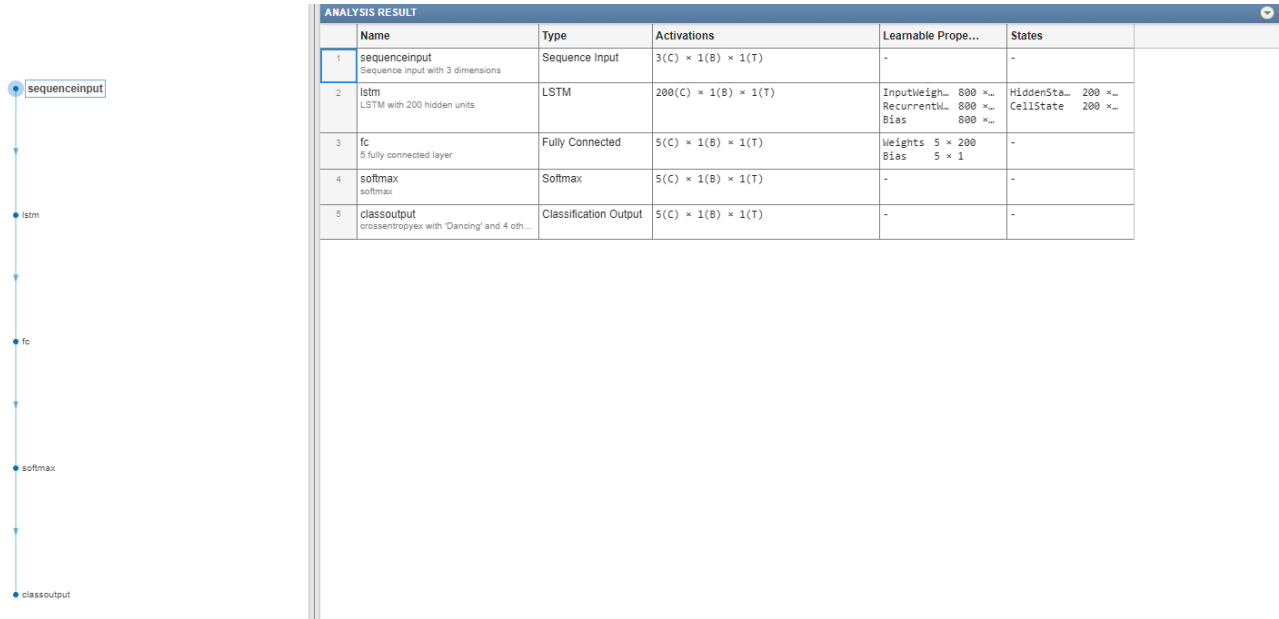 sequenceinput
lstm
fc
softmax
classoutput
ANALYSIS RESULT
Name Type Activations Learnable Prope... States
1 sequenceinput Sequence Input 3(C) × 1(B) × 1(T) - -
Sequence input with 3 dimensions
2 lstm LSTM 200(C) × 1(B) × 1(T) InputWeigh… 800 ×… HiddenSta… 200 ×…
LSTM with 200 hidden units RecurrentW… 800 ×… CellState 200 ×…
Bias 800 ×…
3 fc Fully Connected 5(C) × 1(B) × 1(T) Weights 5 × 200 -
5 fully connected layer Bias 5 × 1
4 softmax Softmax 5(C) × 1(B) × 1(T) - -
softmax
5 classoutput Classification Output 5(C) × 1(B) × 1(T) - -
crossentropyex with 'Dancing' and 4 oth...